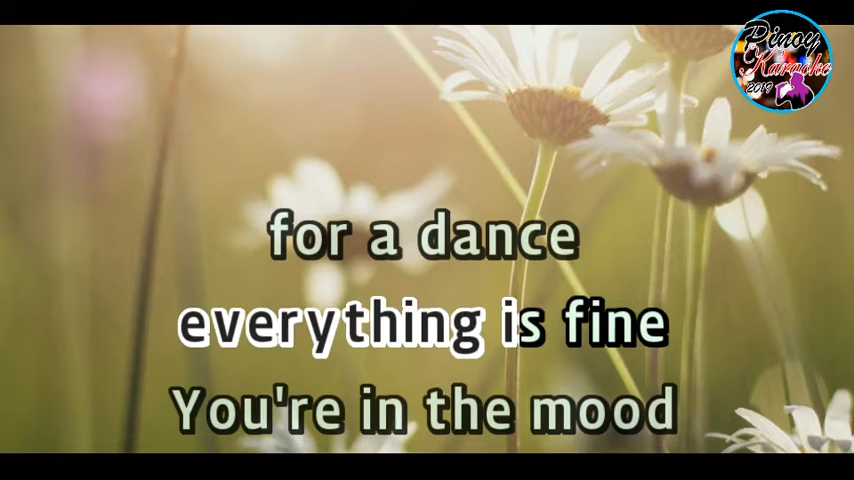 Pinoy
Karaoke
2019
for a dance
everything is fine
You're in the mood